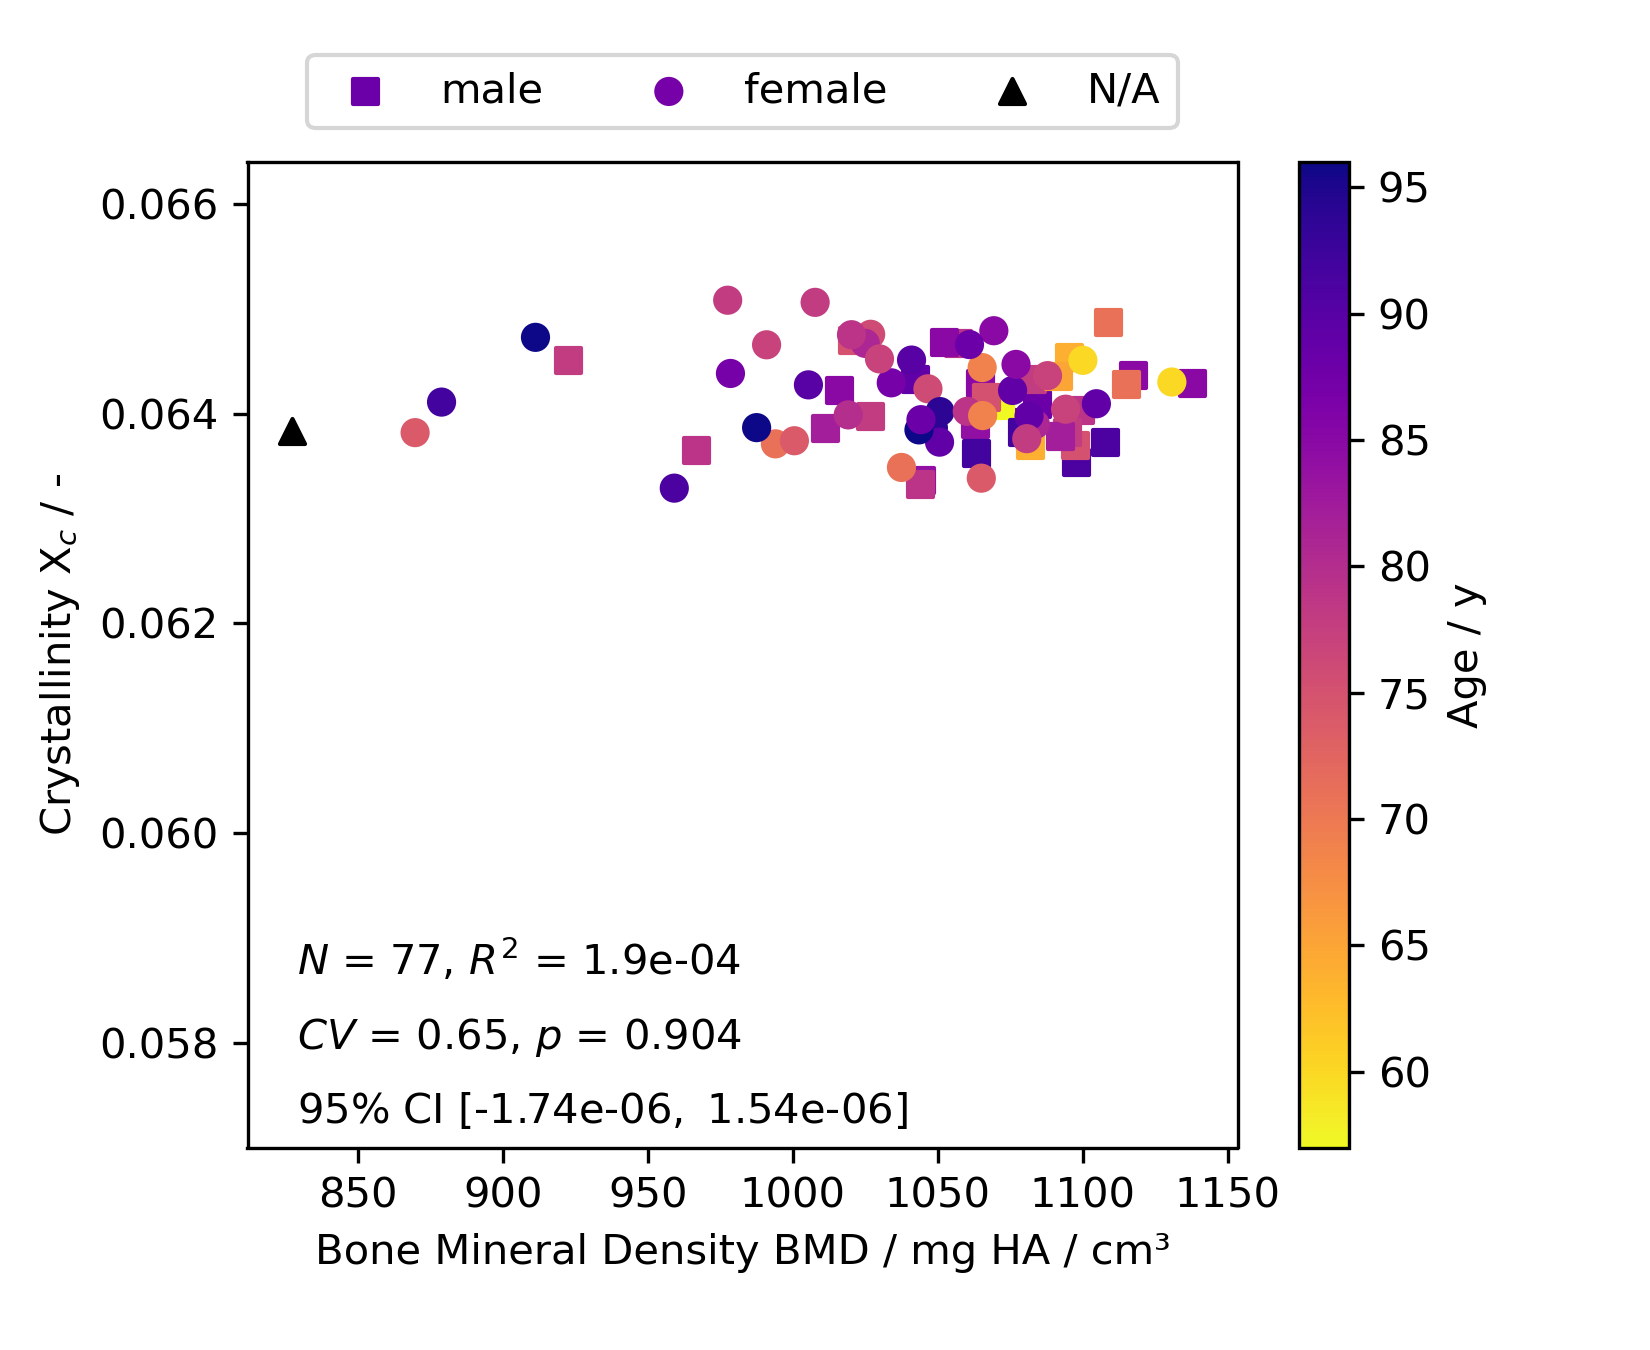 male female N/A
0.066
0.064
0.062
0.060
0.058
Crystallinity X_c / -
N = 77, R² = 1.9e-04
CV = 0.65, p = 0.904
95% CI [-1.74e-06, 1.54e-06]
850 900 950 1000 1050 1100 1150
Bone Mineral Density BMD / mg HA / cm³
95
90
85
80
75
70
65
60
Age / y